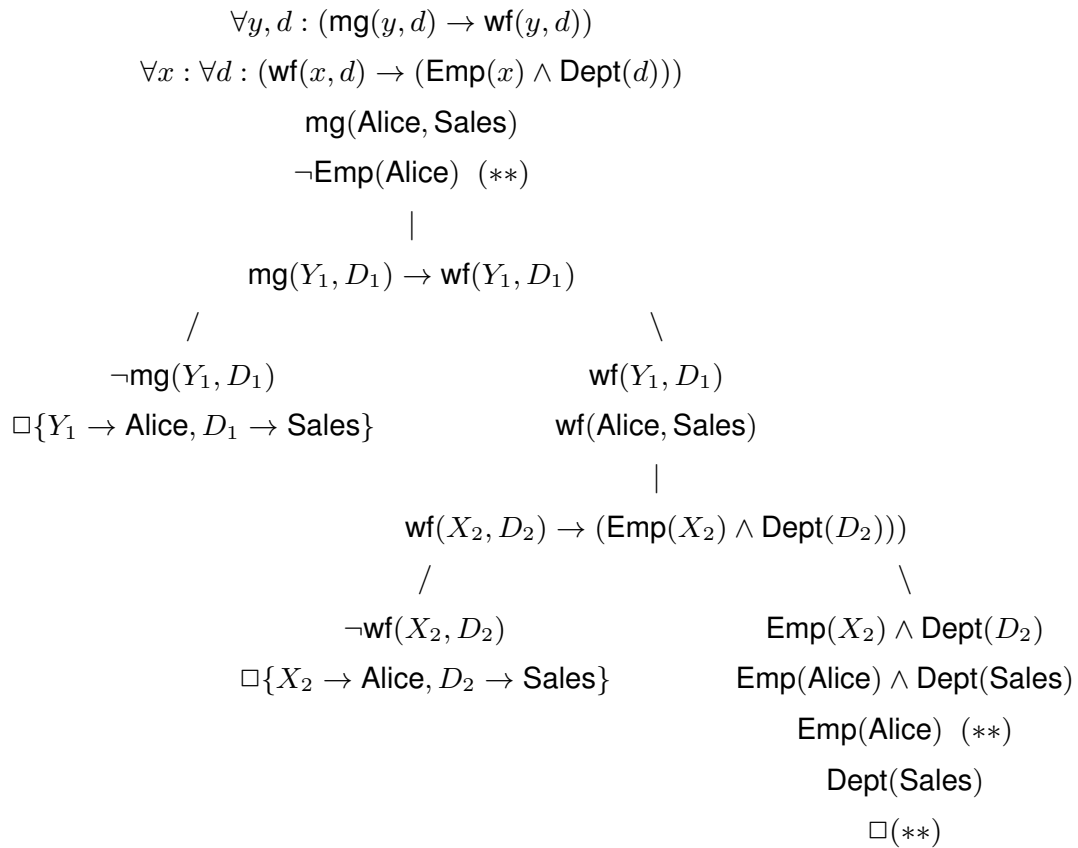 ∀y, d : (mg(y, d) → wf(y, d))
∀x : ∀d : (wf(x, d) → (Emp(x) ∧ Dept(d)))
mg(Alice, Sales)
¬Emp(Alice) (∗∗)
|
mg(Y₁, D₁) → wf(Y₁, D₁)
/ \
¬mg(Y₁, D₁) wf(Y₁, D₁)
□{Y₁ → Alice, D₁ → Sales} wf(Alice, Sales)
|
wf(X₂, D₂) → (Emp(X₂) ∧ Dept(D₂)))
/ \
¬wf(X₂, D₂) Emp(X₂) ∧ Dept(D₂)
□{X₂ → Alice, D₂ → Sales} Emp(Alice) ∧ Dept(Sales)
Emp(Alice) (∗∗)
Dept(Sales)
□(∗∗)